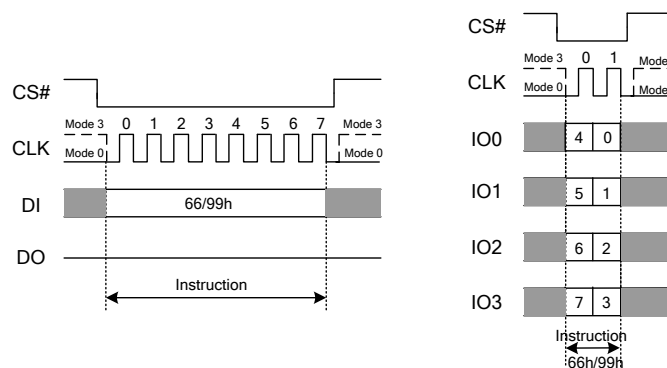 CS#
Mode 3 0 1 2 3 4 5 6 7 Mode 3
CLK
Mode 0 Mode 0
DI 66/99h
DO
Instruction
CS#
Mode 3 0 1 Mode
CLK
Mode 0 Mode
IO0 4 0
IO1 5 1
IO2 6 2
IO3 7 3
Instruction
66h/99h